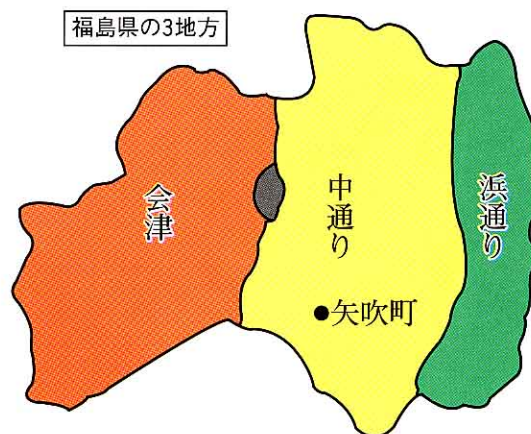 福島県の3地方
会津
中通り
浜通り
●矢吹町